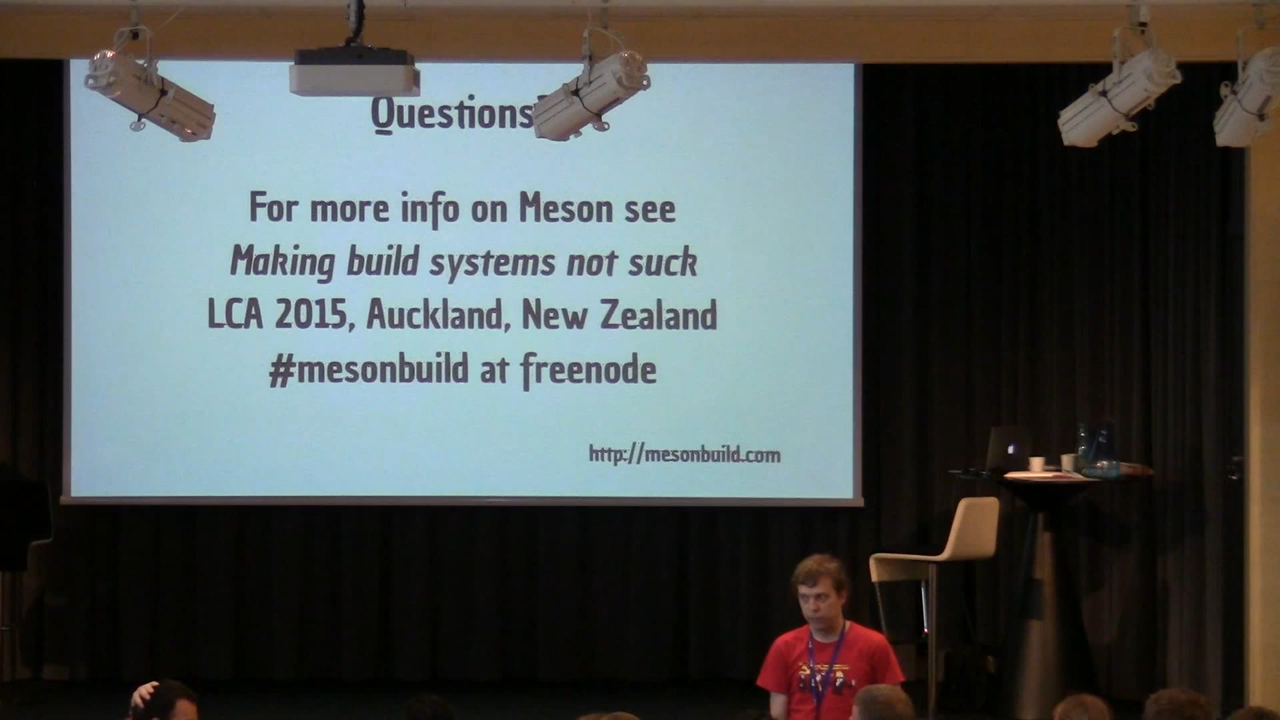 Questions
For more info on Meson see
Making build systems not suck
LCA 2015, Auckland, New Zealand
#mesonbuild at freenode
http://mesonbuild.com